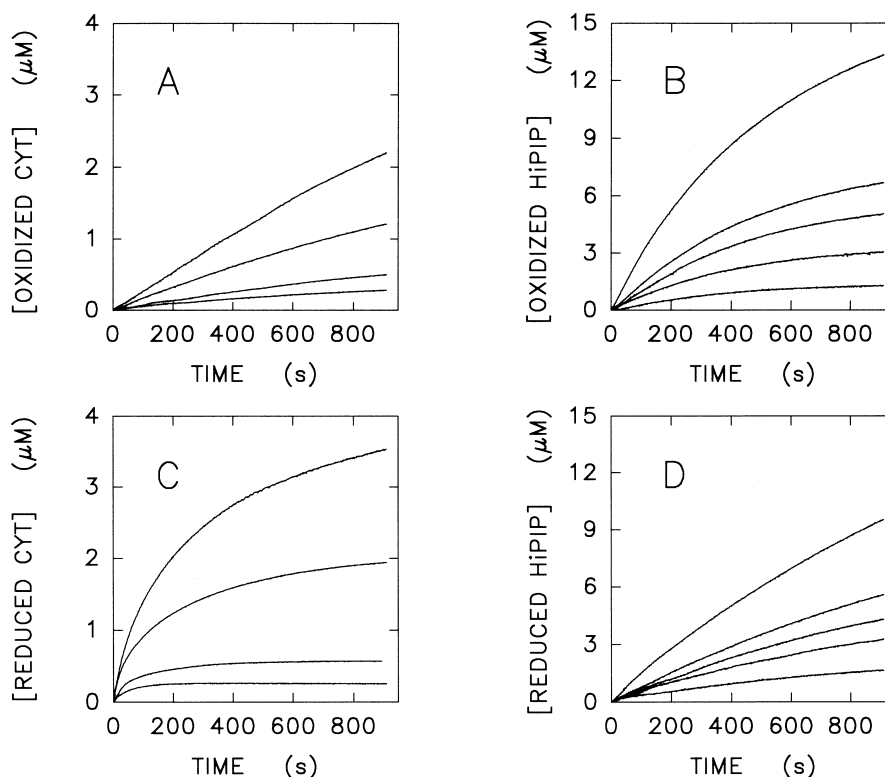 [OXIDIZED CYT] (μM)
4
3
2
1
0
A
0 200 400 600 800
TIME (s)
[OXIDIZED HiPIP] (μM)
15
12
9
6
3
0
B
0 200 400 600 800
TIME (s)
[REDUCED CYT] (μM)
4
3
2
1
0
C
0 200 400 600 800
TIME (s)
[REDUCED HiPIP] (μM)
15
12
9
6
3
0
D
0 200 400 600 800
TIME (s)